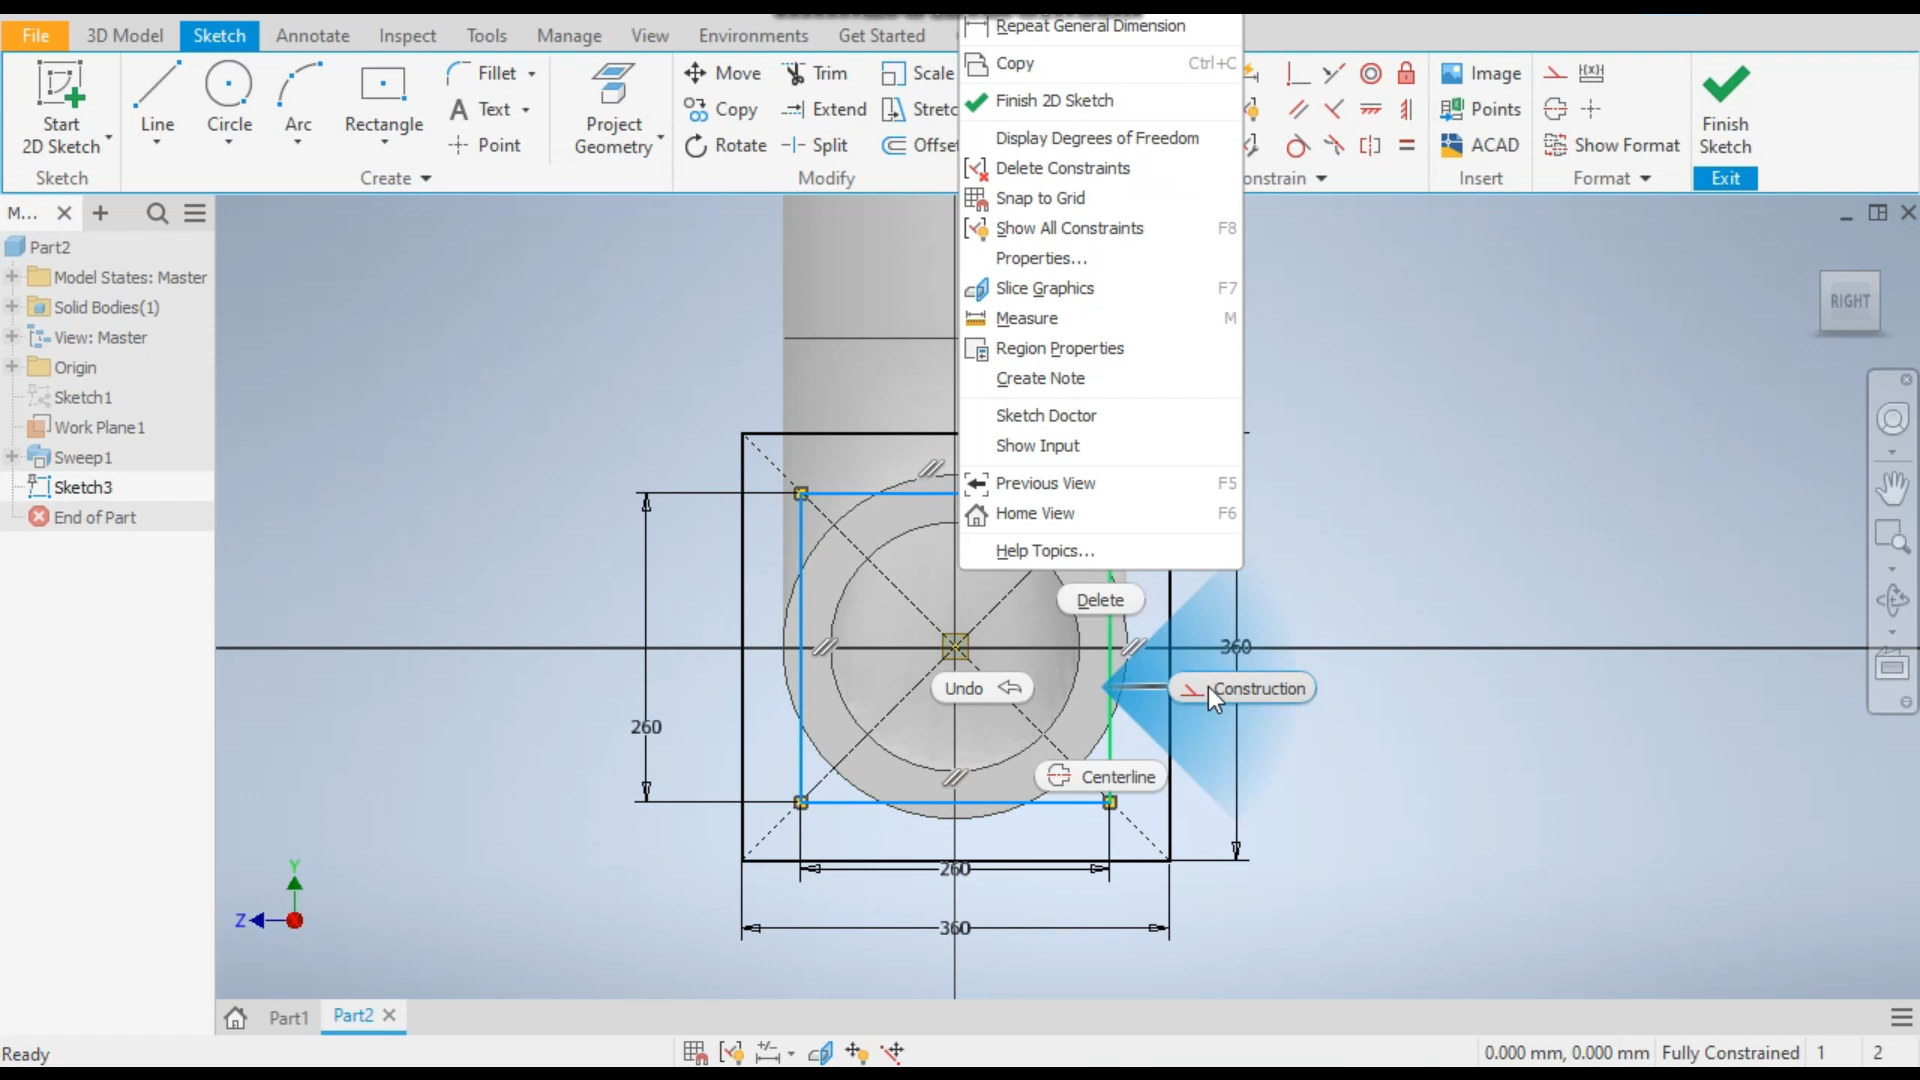 File 3D Model Sketch Annotate Inspect Tools Manage View Environments Get Started
Repeat General Dimension
Start
2D Sketch
Line
Circle
Arc
Rectangle
Fillet
Text
Point
Project
Geometry
Move
Copy
Rotate
Trim
Extend
Split
Scale
Stretc
Offse
Image
Points
ACAD
Show Format
Finish
Sketch
Sketch
Create
Modify
onstrain
Insert
Format
Exit
Copy Ctrl+C
Finish 2D Sketch
Display Degrees of Freedom
Delete Constraints
Snap to Grid
Show All Constraints F8
Properties...
Slice Graphics F7
Measure M
Region Properties
Create Note
Sketch Doctor
Show Input
Previous View F5
Home View F6
Help Topics...
M...
Part2
Model States: Master
Solid Bodies(1)
View: Master
Origin
Sketch1
Work Plane1
Sweep1
Sketch3
End of Part
RIGHT
Delete
Undo
Construction
Centerline
360
260
260
360
Y
Z
Part1 Part2
Ready
0.000 mm, 0.000 mm Fully Constrained 1 2